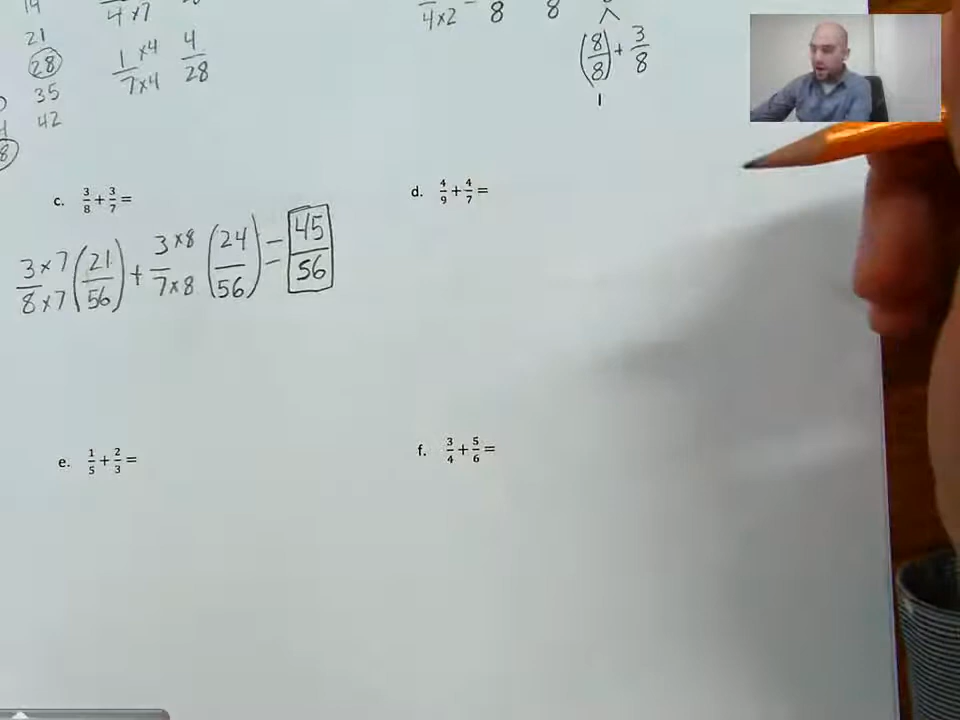 14
21
28
35
42
4×7
1×4/7×4 4/28
4×2 = 8 8
(8/8) + 3/8
1
c. 3/8 + 3/7 =
3×7/8×7 (21/56) + 3×8/7×8 (24/56) = 45/56
d. 4/9 + 4/7 =
e. 1/5 + 2/3 =
f. 3/4 + 5/6 =